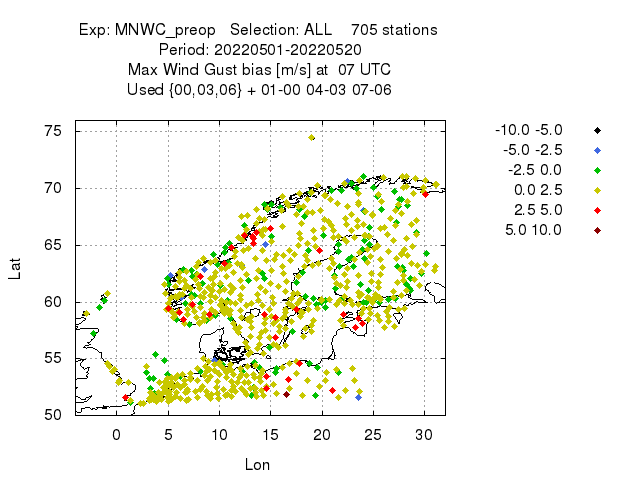 Exp: MNWC_preop   Selection: ALL    705 stations
Period: 20220501-20220520
Max Wind Gust bias [m/s] at  07 UTC
Used {00,03,06} + 01-00 04-03 07-06
-10.0 -5.0
-5.0 -2.5
-2.5 0.0
0.0 2.5
2.5 5.0
5.0 10.0
75
70
65
60
55
50
Lat
0 5 10 15 20 25 30
Lon